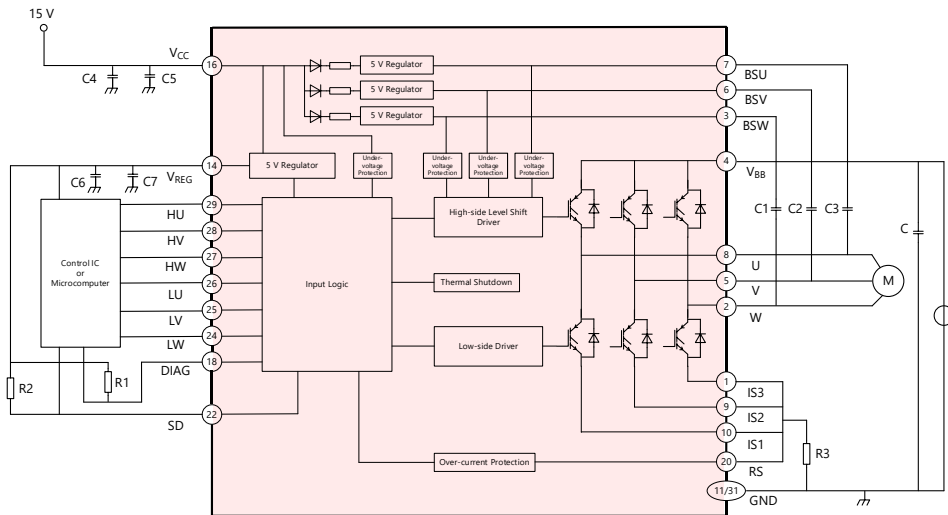 15 V
VCC
C4
C5
16
5 V Regulator
5 V Regulator
5 V Regulator
7
BSU
6
BSV
3
BSW
14
VREG
C6
C7
5 V Regulator
Under-
voltage
Protection
Under-
voltage
Protection
Under-
voltage
Protection
Under-
voltage
Protection
4
VBB
C1
C2
C3
C
Control IC
or
Microcomputer
29
HU
28
HV
27
HW
26
LU
25
LV
24
LW
18
DIAG
22
SD
R2
R1
Input Logic
High-side Level Shift
Driver
Thermal Shutdown
Low-side Driver
Over-current Protection
8
U
5
V
2
W
M
1
IS3
9
IS2
10
IS1
20
RS
R3
11/31
GND